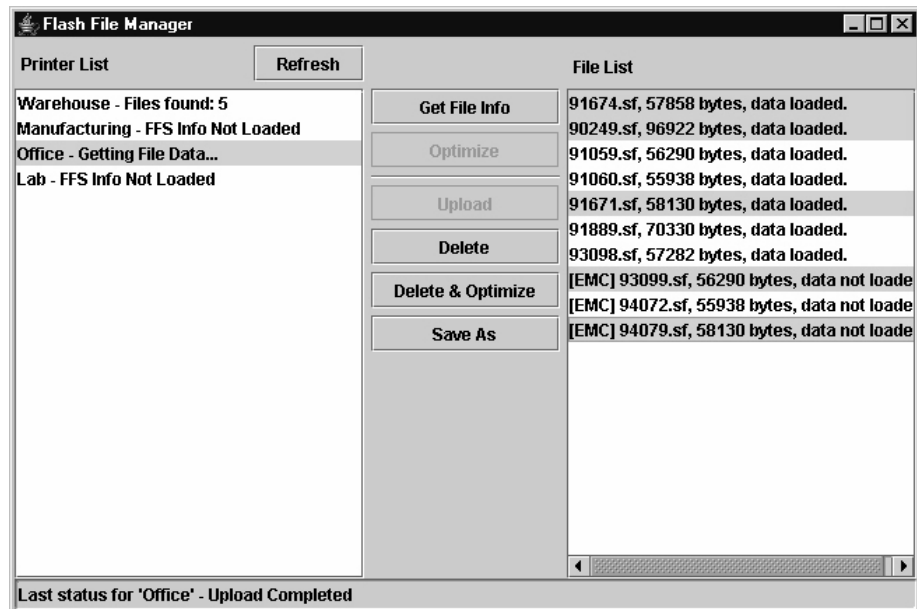 Flash File Manager
Printer List
Refresh
File List
Warehouse - Files found: 5
Manufacturing - FFS Info Not Loaded
Office - Getting File Data...
Lab - FFS Info Not Loaded
Get File Info
Optimize
Upload
Delete
Delete & Optimize
Save As
91674.sf, 57858 bytes, data loaded.
90249.sf, 96922 bytes, data loaded.
91059.sf, 56290 bytes, data loaded.
91060.sf, 55938 bytes, data loaded.
91671.sf, 58130 bytes, data loaded.
91889.sf, 70330 bytes, data loaded.
93098.sf, 57282 bytes, data loaded.
[EMC] 93099.sf, 56290 bytes, data not loade
[EMC] 94072.sf, 55938 bytes, data not loade
[EMC] 94079.sf, 58130 bytes, data not loade
Last status for 'Office' - Upload Completed